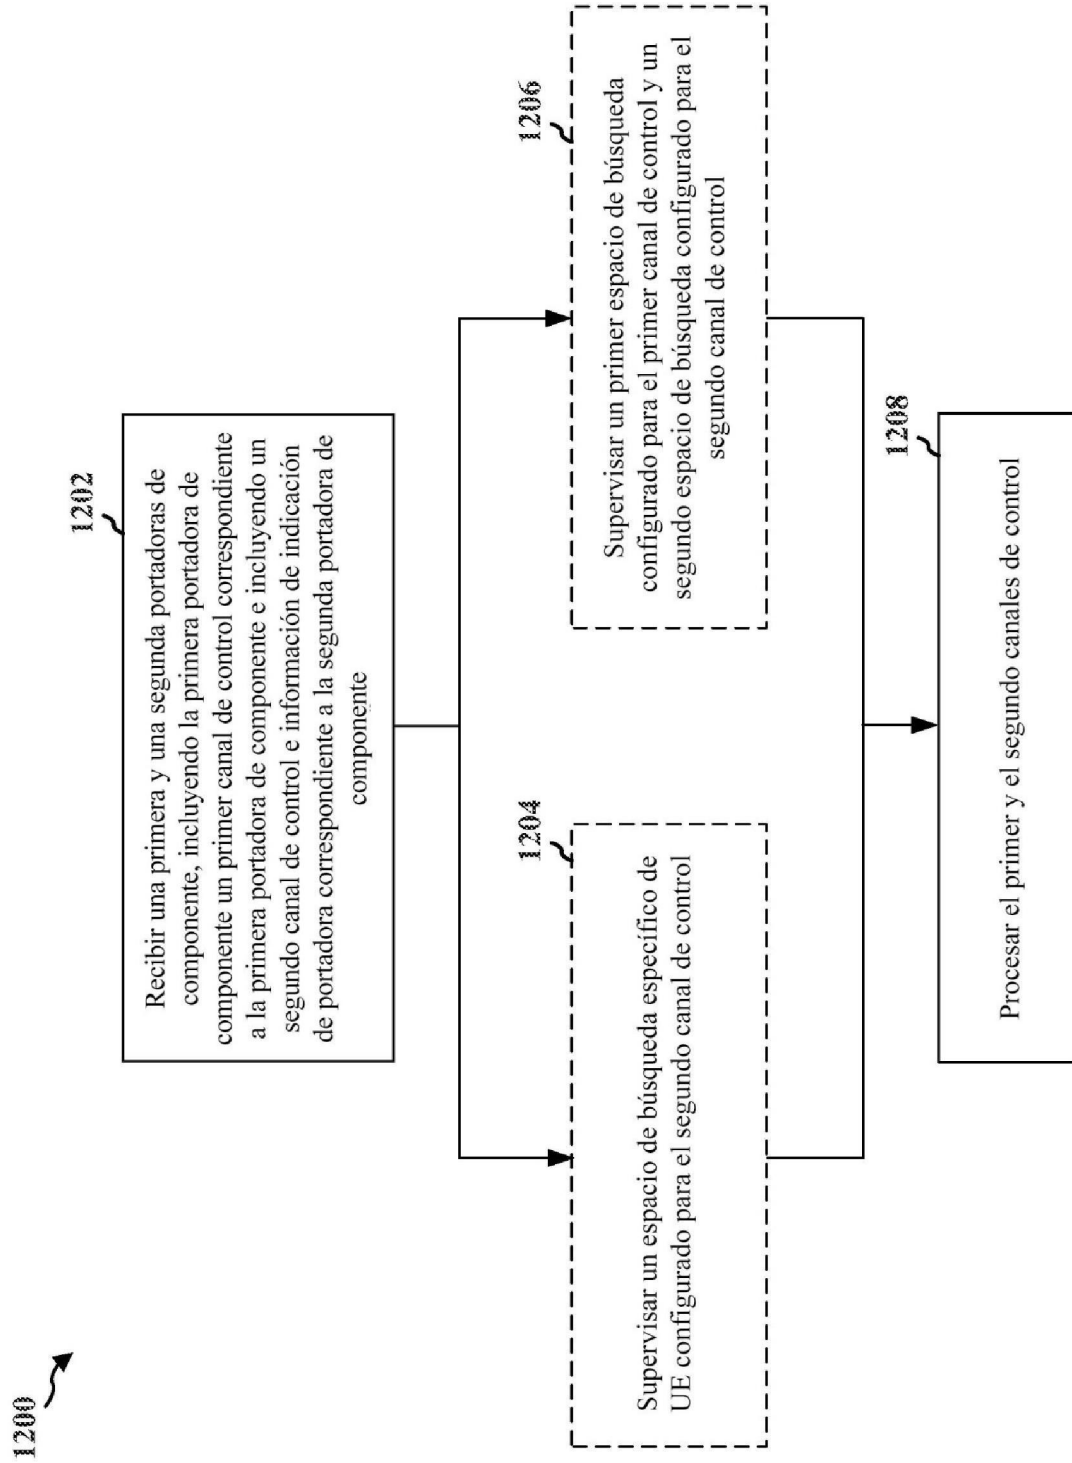 1200
1202
Recibir una primera y una segunda portadoras de
componente, incluyendo la primera portadora de
componente un primer canal de control correspondiente
a la primera portadora de componente e incluyendo un
segundo canal de control e información de indicación
de portadora correspondiente a la segunda portadora de
componente
1204
Supervisar un espacio de búsqueda específico de
UE configurado para el segundo canal de control
1206
Supervisar un primer espacio de búsqueda
configurado para el primer canal de control y un
segundo espacio de búsqueda configurado para el
segundo canal de control
1208
Procesar el primer y el segundo canales de control